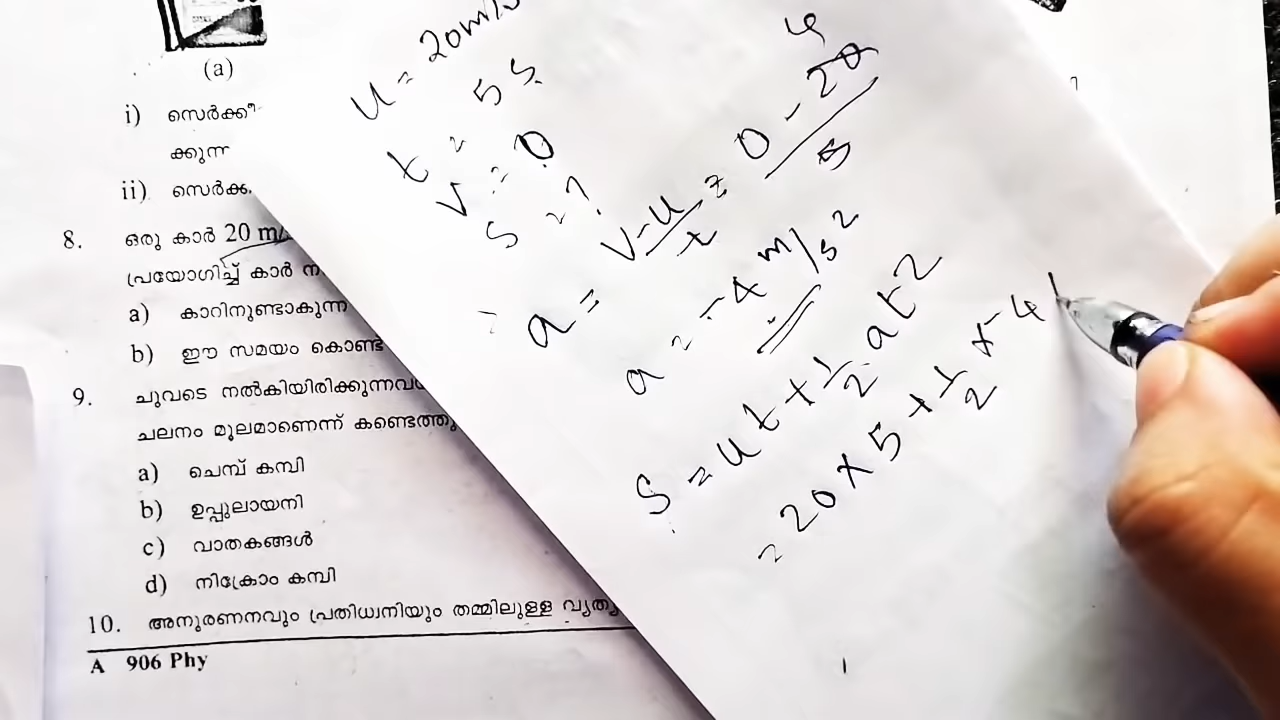 (a)
i) സെർക്കീ
ക്കുന്ന
ii) സെർക്ക
8. ഒരു കാർ 20 m/
പ്രയോഗിച്ച് കാർ ന
a) കാറിനുണ്ടാകുന്ന
b) ഈ സമയം കൊണ്ട്
9. ചുവടെ നൽകിയിരിക്കുന്നവ
ചലനം മൂലമാണെന്ന് കണ്ടെത്തു
a) ചെമ്പ് കമ്പി
b) ഉപ്പുലായനി
c) വാതകങ്ങൾ
d) നിക്രോം കമ്പി
10. അനുരണനവും പ്രതിധ്വനിയും തമ്മിലുള്ള വ്യത്യ
A 906 Phy
u = 20m/s
t = 5 s
v = 0
s = ?
a = v-u/t = 0 - 20/5 4
a = -4 m/s2
S = ut + 1/2 at2
= 20 × 5 + 1/2 × -4